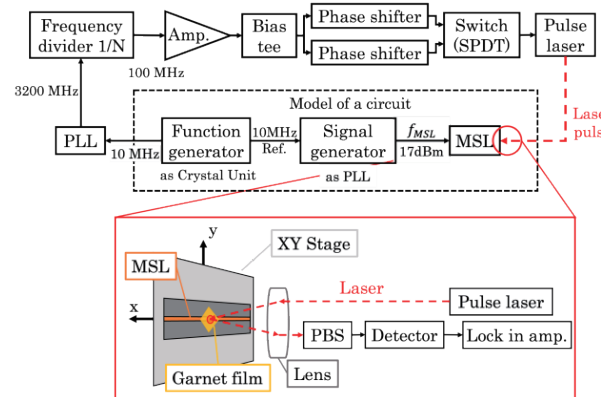 Frequency
divider 1/N
Amp.
Bias
tee
Phase shifter
Phase shifter
Switch
(SPDT)
Pulse
laser
100 MHz
3200 MHz
Model of a circuit
Lase
puls
PLL
10 MHz
Function
generator
10MHz
Ref.
Signal
generator
fMSL
17dBm
MSL
as Crystal Unit
as PLL
y
XY Stage
MSL
x
Laser
Pulse laser
PBS
Detector
Lock in amp.
Garnet film
Lens